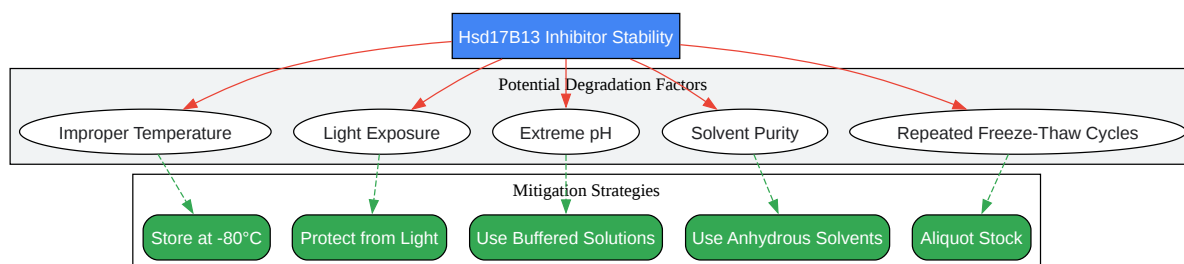 Hsd17B13 Inhibitor Stability
Potential Degradation Factors
Improper Temperature
Light Exposure
Extreme pH
Solvent Purity
Repeated Freeze-Thaw Cycles
Mitigation Strategies
Store at -80°C
Protect from Light
Use Buffered Solutions
Use Anhydrous Solvents
Aliquot Stock